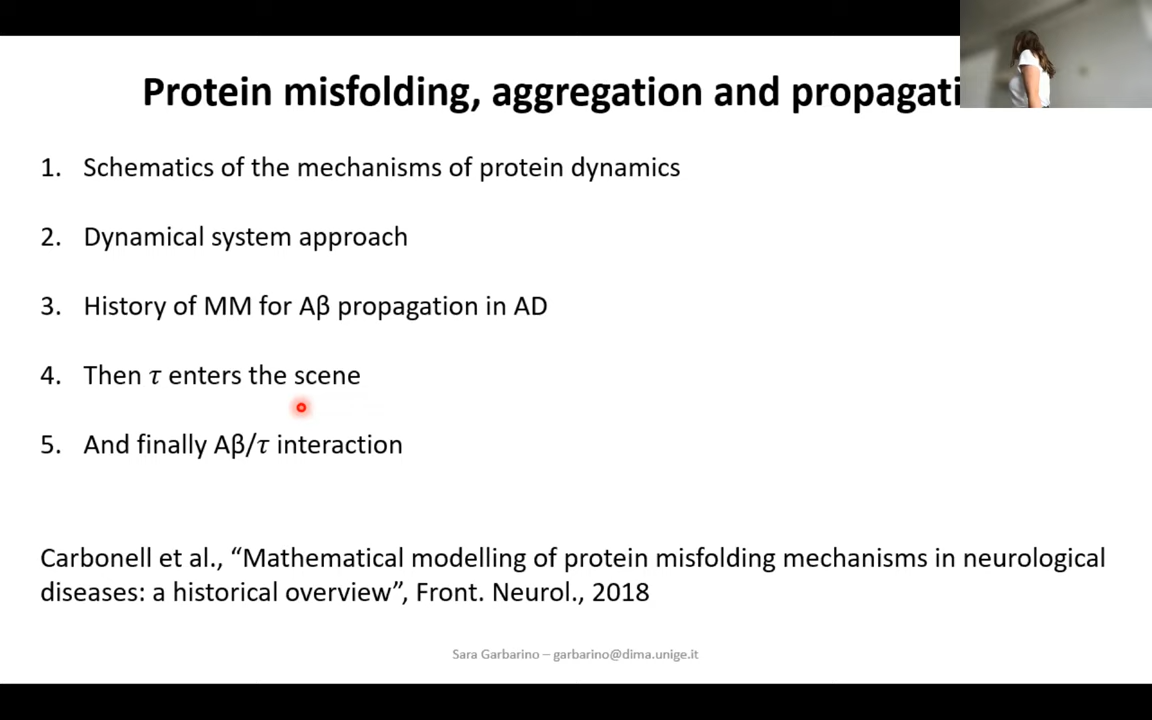 Protein misfolding, aggregation and propagati
1. Schematics of the mechanisms of protein dynamics
2. Dynamical system approach
3. History of MM for Aβ propagation in AD
4. Then τ enters the scene
5. And finally Aβ/τ interaction
Carbonell et al., “Mathematical modelling of protein misfolding mechanisms in neurological
diseases: a historical overview”, Front. Neurol., 2018
Sara Garbarino – garbarino@dima.unige.it